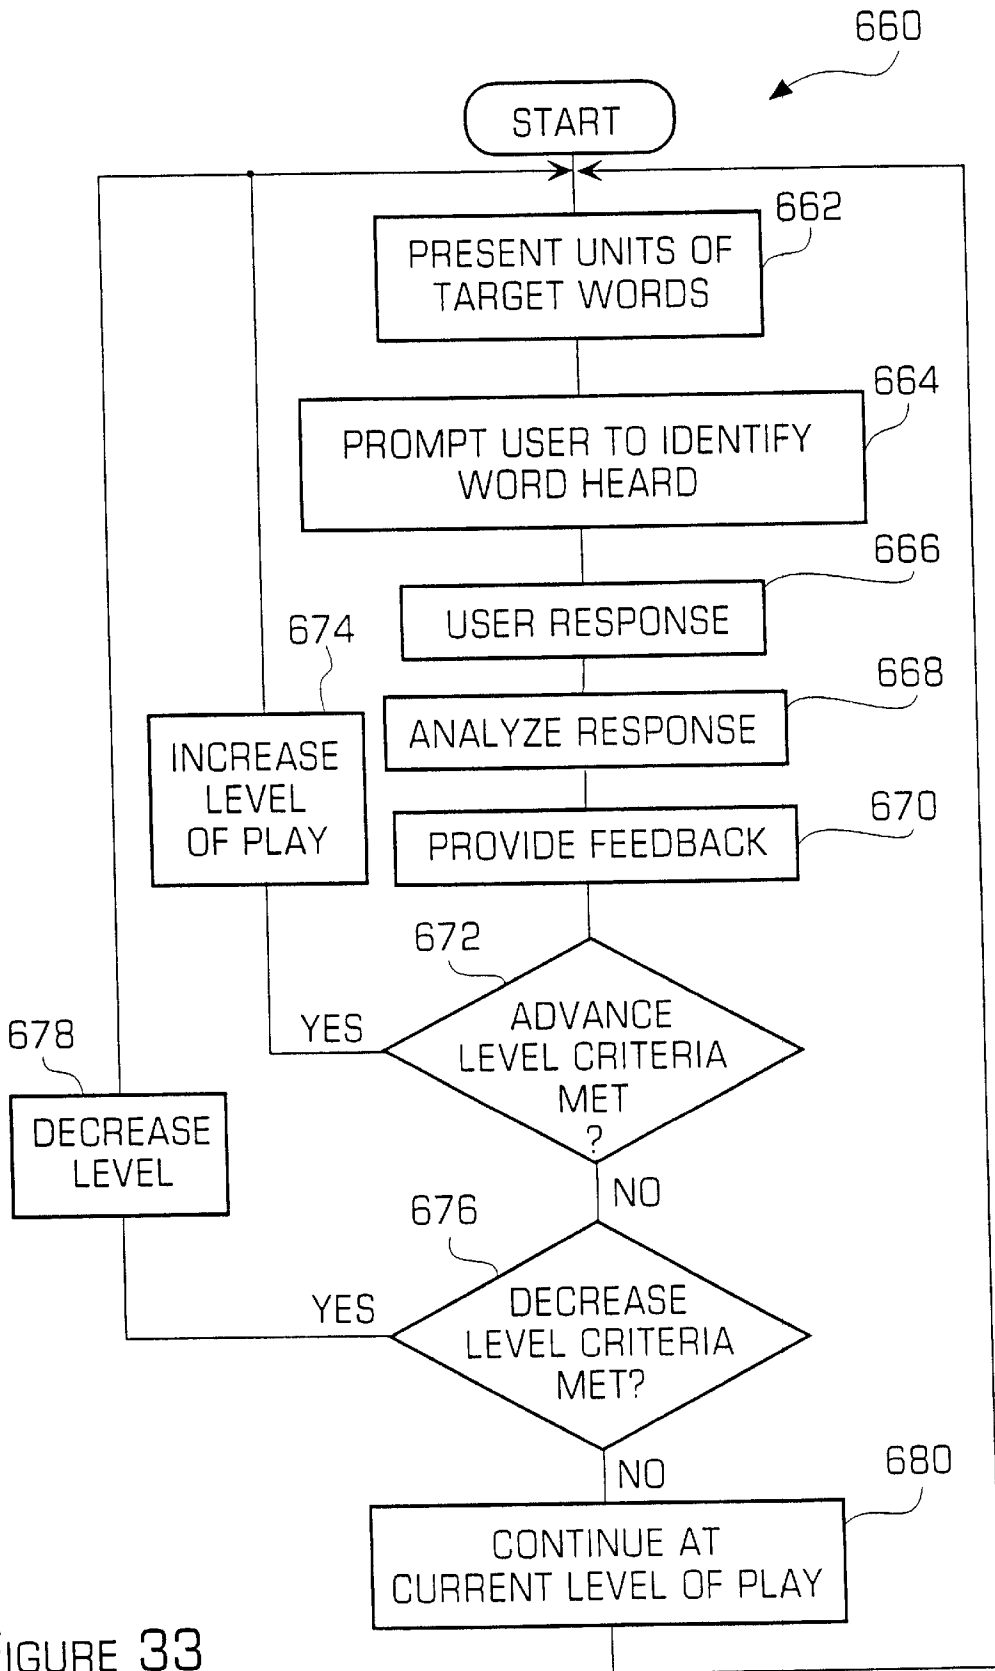 660
START
662
PRESENT UNITS OF
TARGET WORDS
664
PROMPT USER TO IDENTIFY
WORD HEARD
666
USER RESPONSE
668
ANALYZE RESPONSE
674
INCREASE
LEVEL
OF PLAY
670
PROVIDE FEEDBACK
672
ADVANCE
LEVEL CRITERIA
MET
?
YES
NO
678
DECREASE
LEVEL
676
DECREASE
LEVEL CRITERIA
MET?
YES
NO
680
CONTINUE AT
CURRENT LEVEL OF PLAY
IGURE 33